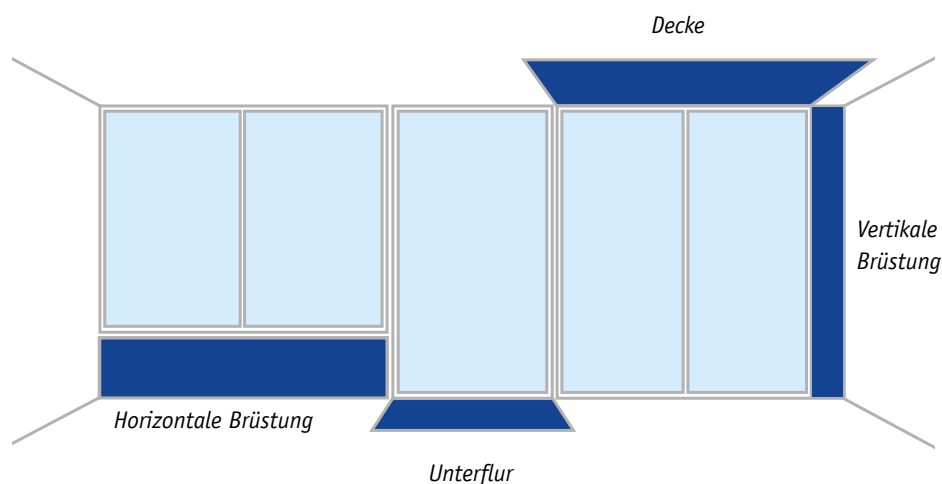 Decke
Vertikale
Brüstung
Horizontale Brüstung
Unterflur